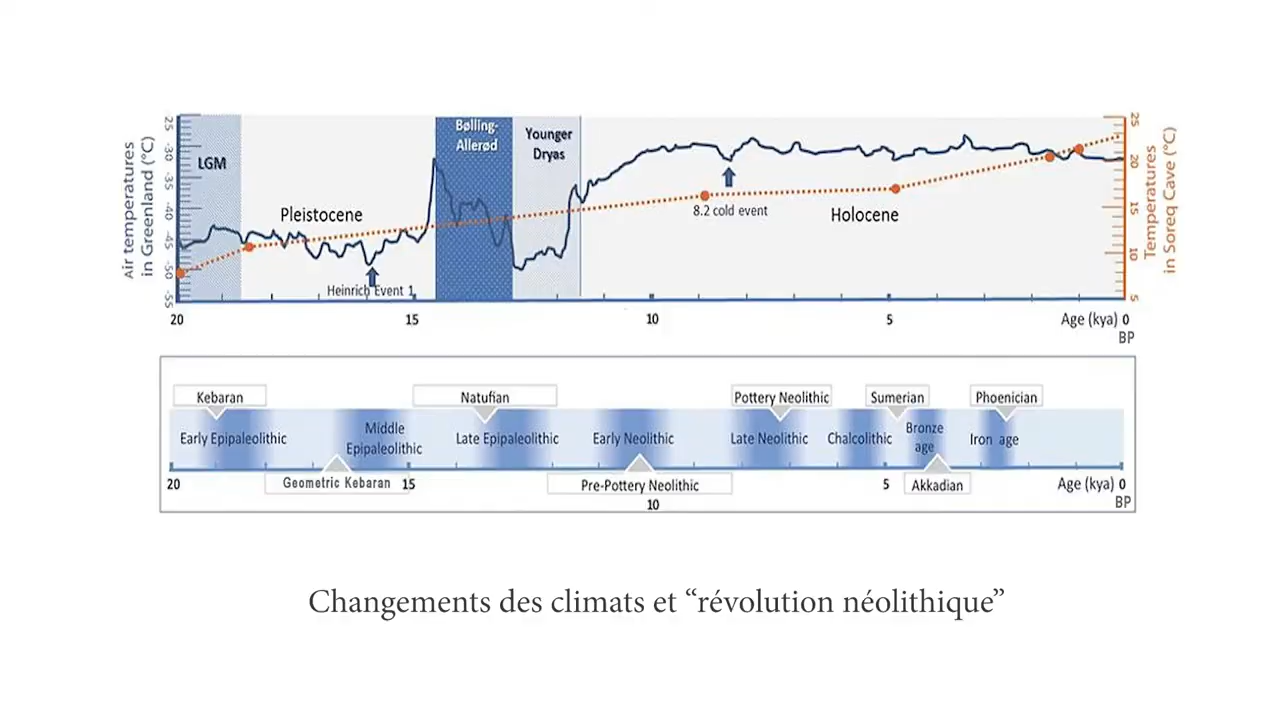 Air temperatures
in Greenland (°C)
25
-30
-35
-40
-45
-50
-55
LGM
Pleistocene
Heinrich Event 1
Bølling-
Allerød
Younger
Dryas
8.2 cold event
Holocene
25
20
15
10
5
Temperatures
in Soreq Cave (°C)
20
15
10
5
Age (kya) 0
BP
Kebaran
Natufian
Pottery Neolithic
Sumerian
Phoenician
Early Epipaleolithic
Middle
Epipaleolithic
Late Epipaleolithic
Early Neolithic
Late Neolithic
Chalcolithic
Bronze
age
Iron age
20
Geometric Kebaran
15
Pre-Pottery Neolithic
10
5
Akkadian
Age (kya) 0
BP
Changements des climats et “révolution néolithique”